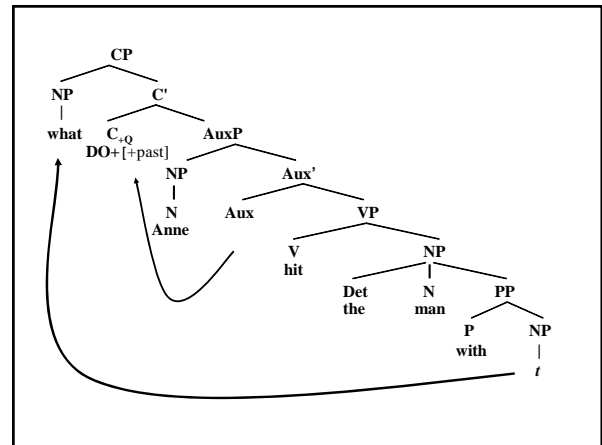 CP
NP C'
what C+Q AuxP
DO+[+past]
NP Aux'
N Aux VP
Anne
V NP
hit
Det N PP
the man
P NP
with
t